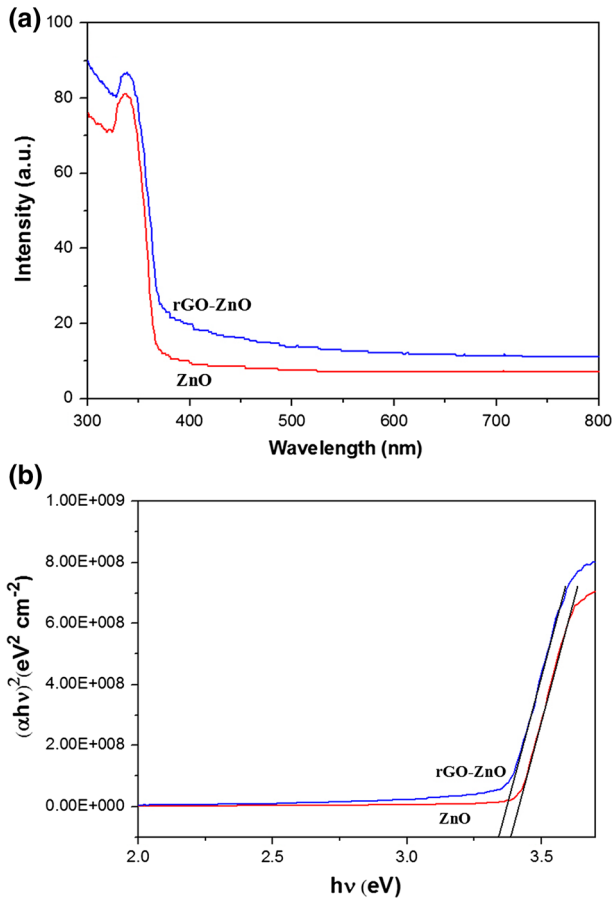 (a)
100
80
60
40
20
0
Intensity (a.u.)
rGO-ZnO
ZnO
300 400 500 600 700 800
Wavelength (nm)
(b)
1.00E+009
8.00E+008
6.00E+008
4.00E+008
2.00E+008
0.00E+000
(αhν)²(eV² cm⁻²)
rGO-ZnO
ZnO
2.0 2.5 3.0 3.5
hν (eV)